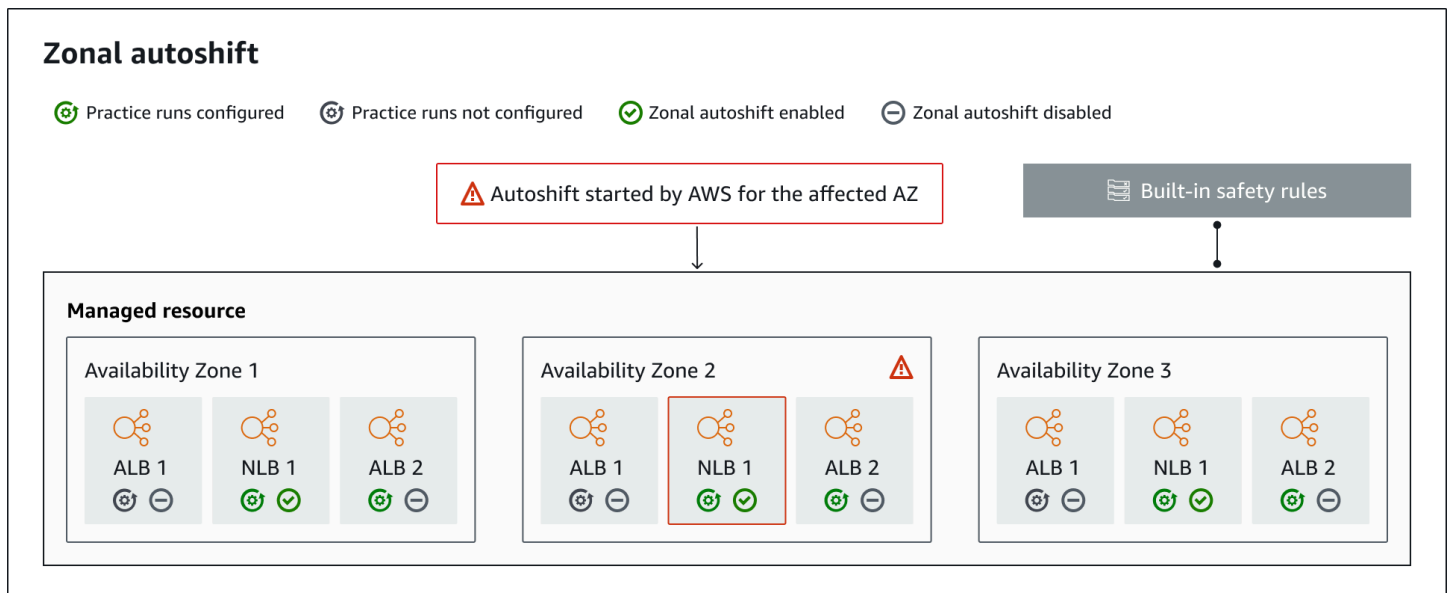 Zonal autoshift
Practice runs configured
Practice runs not configured
Zonal autoshift enabled
Zonal autoshift disabled
Autoshift started by AWS for the affected AZ
Built-in safety rules
Managed resource
Availability Zone 1
ALB 1
NLB 1
ALB 2
Availability Zone 2
ALB 1
NLB 1
ALB 2
Availability Zone 3
ALB 1
NLB 1
ALB 2